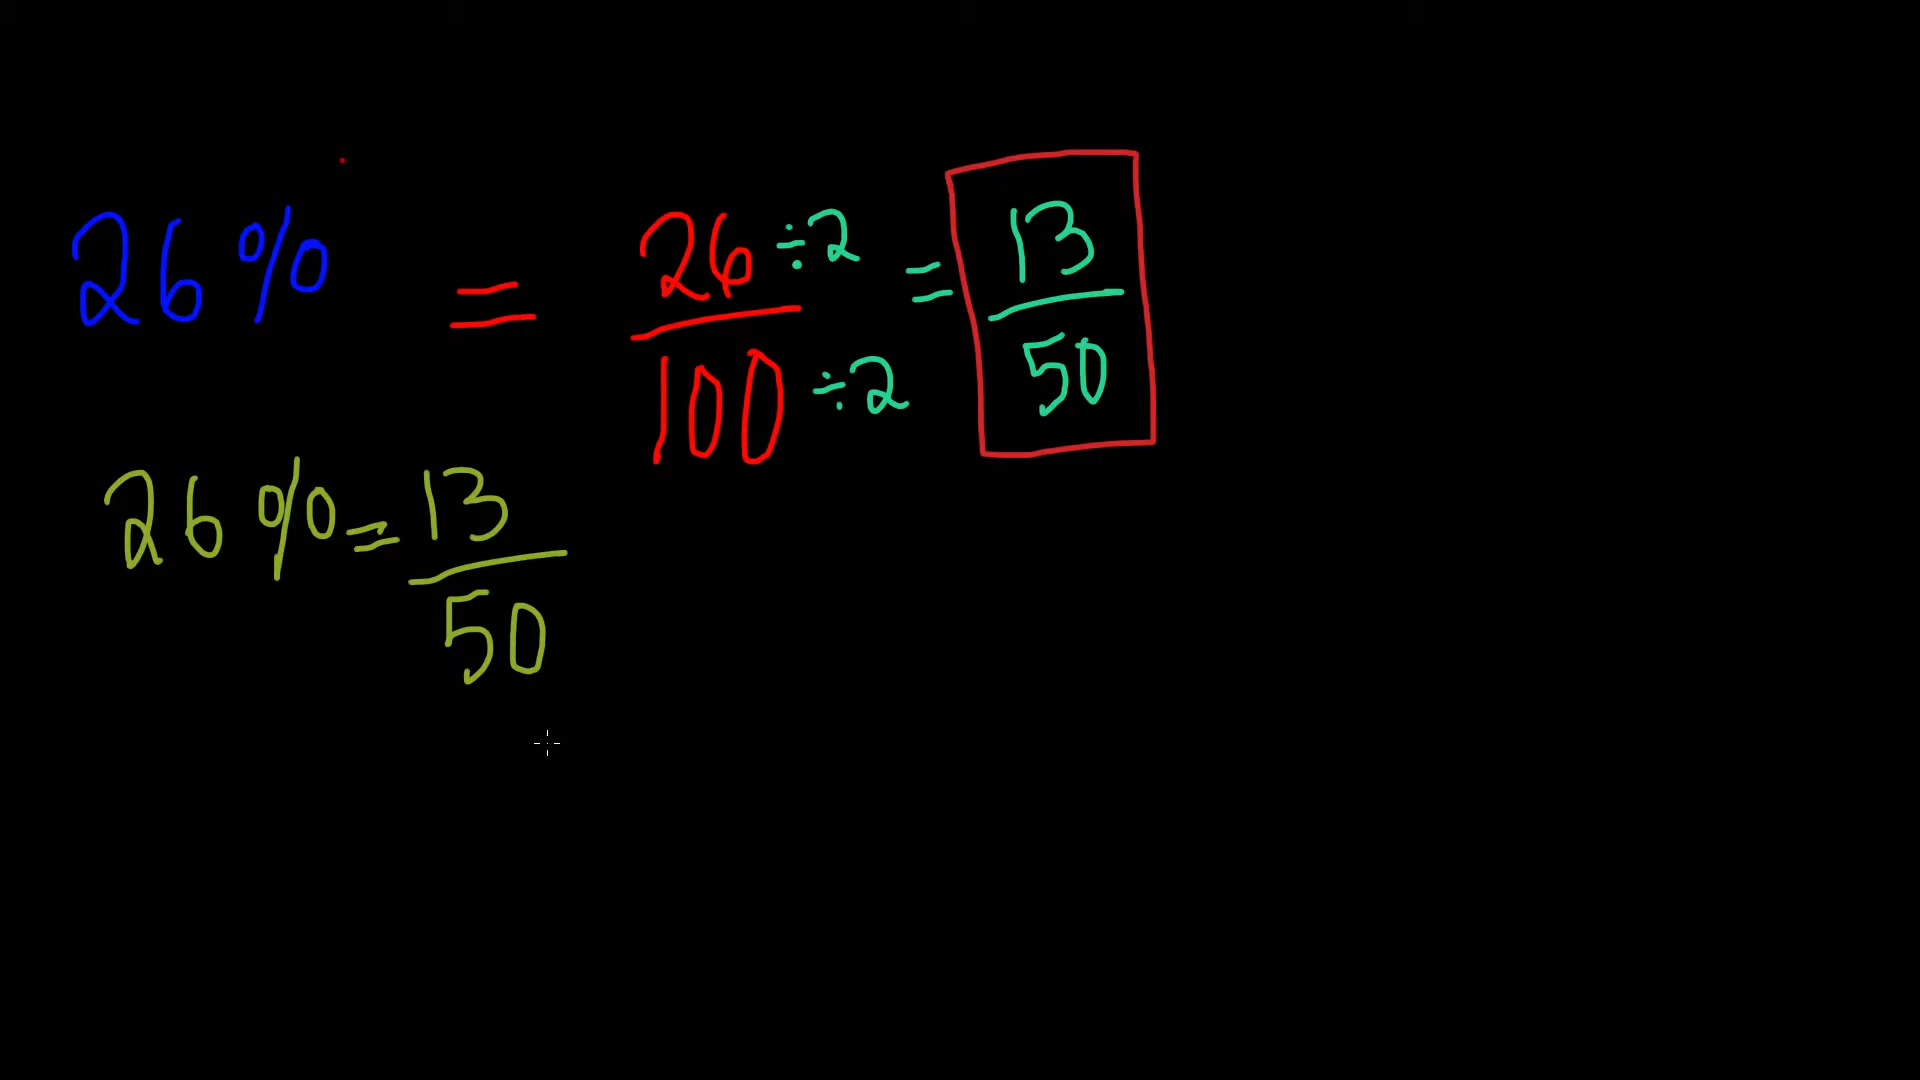 26% = 26 ÷2 / 100 ÷2 = 13/50
26% = 13/50